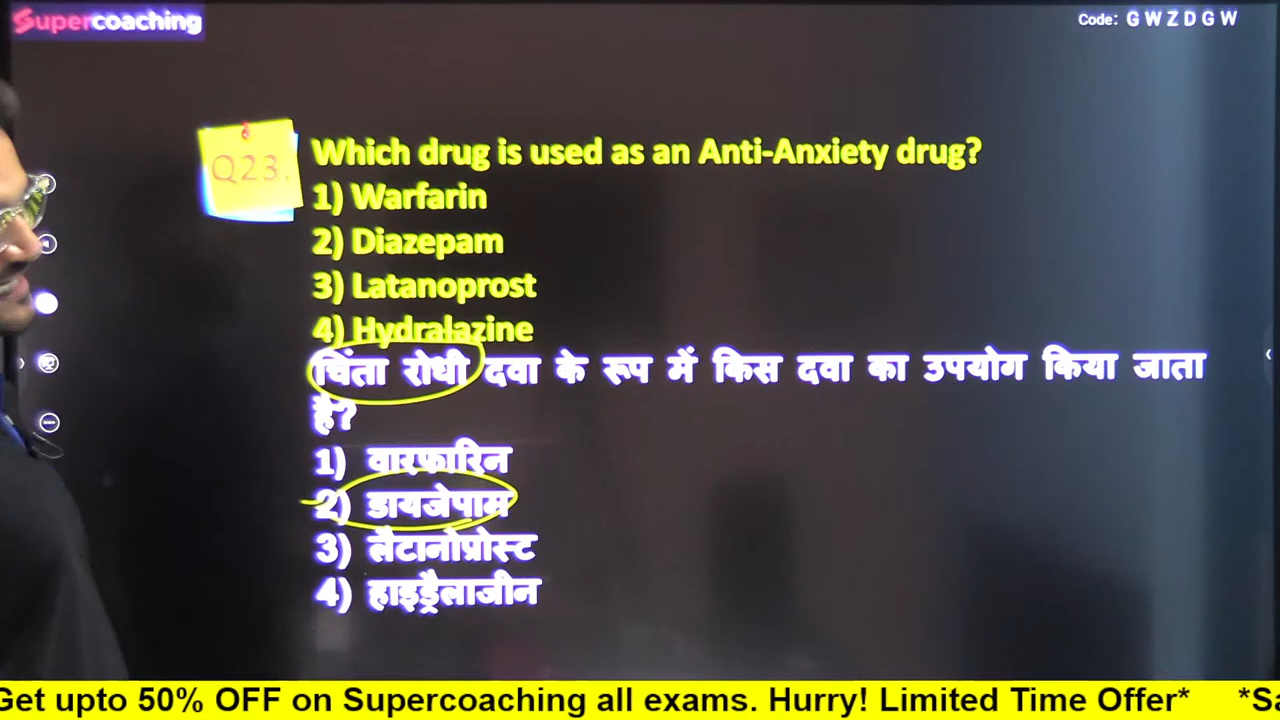 Supercoaching
Code: G W Z D G W
Q23.
Which drug is used as an Anti-Anxiety drug?
1) Warfarin
2) Diazepam
3) Latanoprost
4) Hydralazine
चिंता रोधी दवा के रूप में किस दवा का उपयोग किया जाता
है?
1) वारफारिन
2) डायजेपाम
3) लैटानोप्रोस्ट
4) हाइड्रैलाजीन
Get upto 50% OFF on Supercoaching all exams. Hurry! Limited Time Offer*